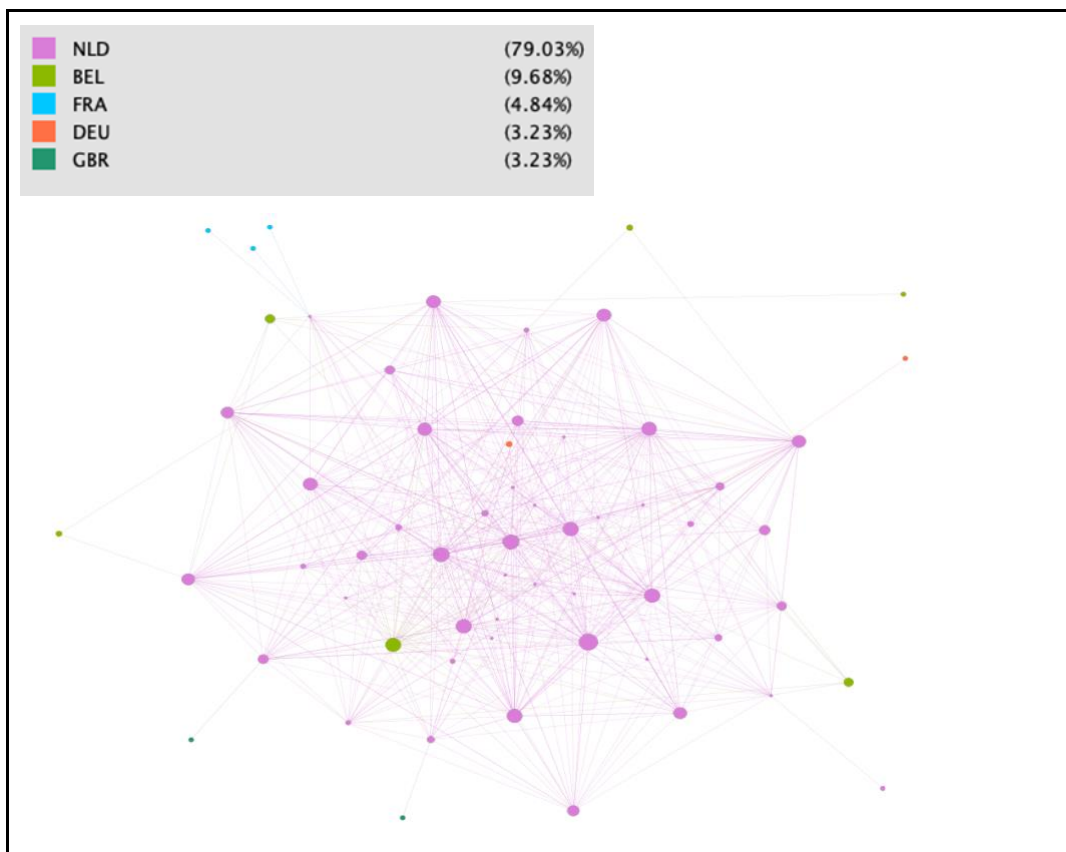 NLD (79.03%)
BEL (9.68%)
FRA (4.84%)
DEU (3.23%)
GBR (3.23%)